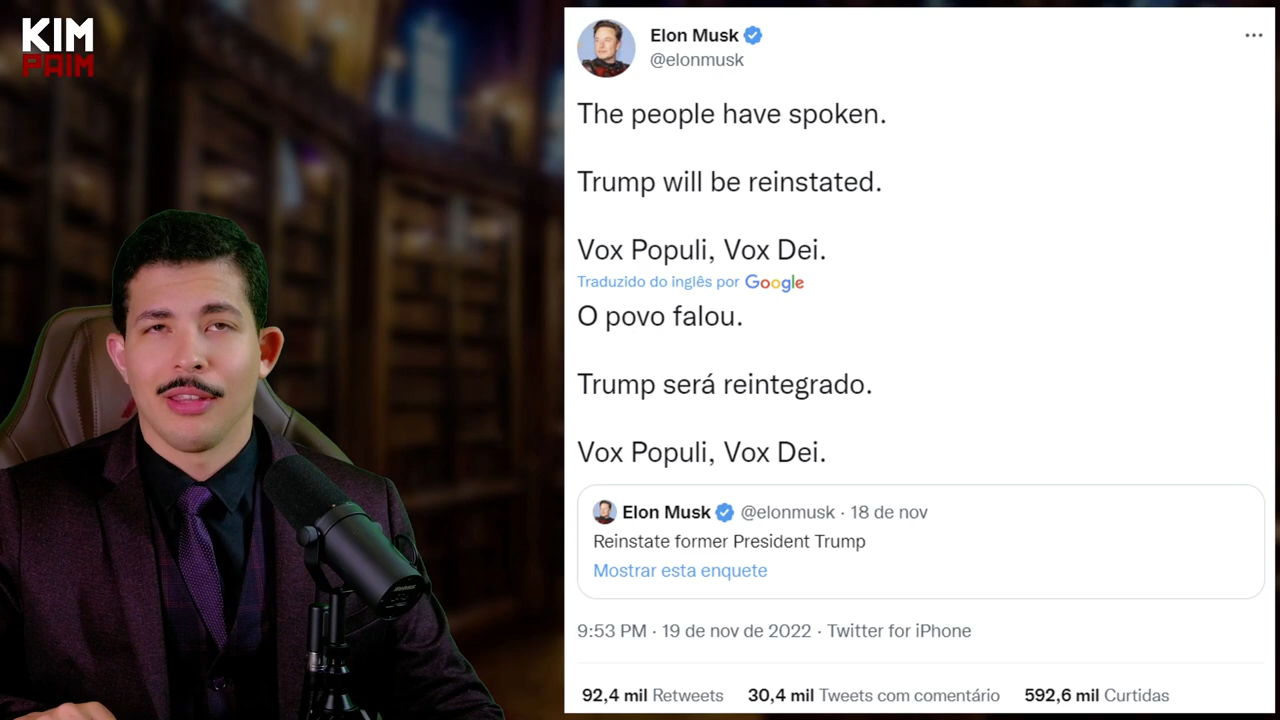 KIM
PAIM
Elon Musk
@elonmusk
The people have spoken.
Trump will be reinstated.
Vox Populi, Vox Dei.
Traduzido do inglês por Google
O povo falou.
Trump será reintegrado.
Vox Populi, Vox Dei.
Elon Musk @elonmusk · 18 de nov
Reinstate former President Trump
Mostrar esta enquete
9:53 PM · 19 de nov de 2022 · Twitter for iPhone
92,4 mil Retweets 30,4 mil Tweets com comentário 592,6 mil Curtidas